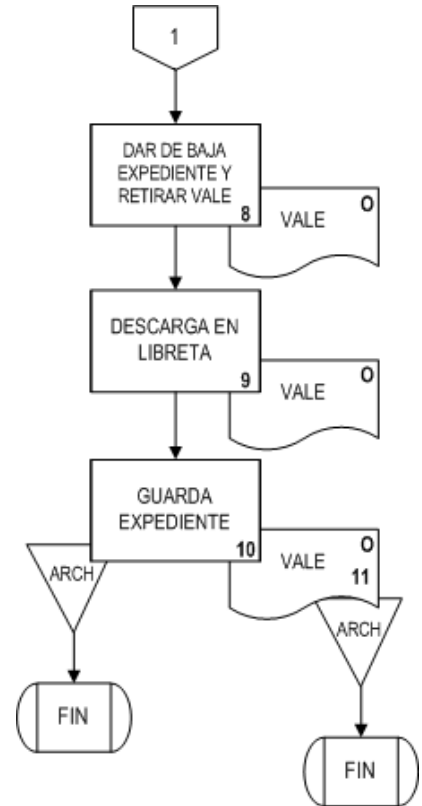 1
DAR DE BAJA
EXPEDIENTE Y
RETIRAR VALE
8
VALE
O
DESCARGA EN
LIBRETA
9
VALE
O
GUARDA
EXPEDIENTE
10
VALE
O
11
ARCH
ARCH
FIN
FIN